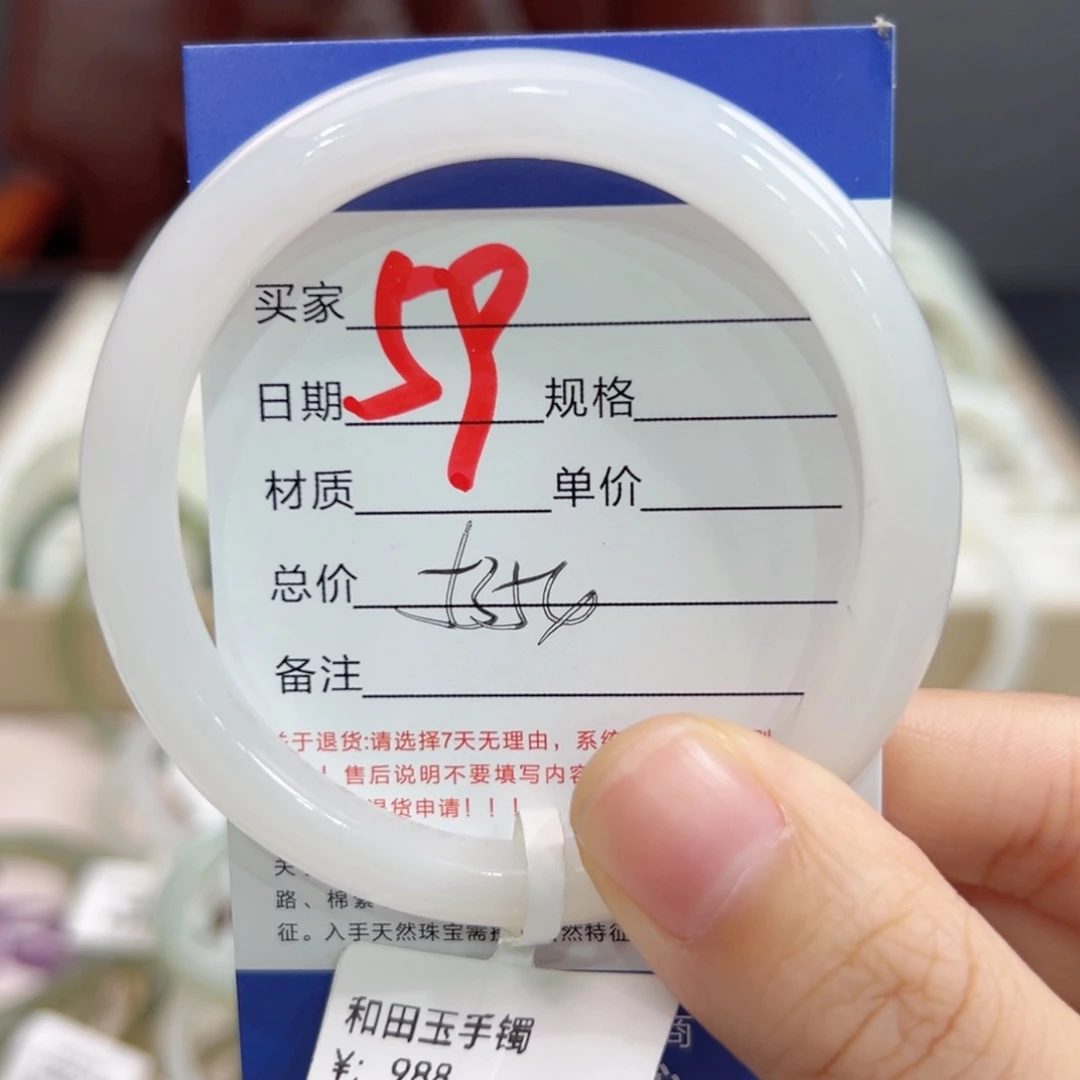 买家
59
日期 规格
材质 单价
总价
备注
关于退货:请选择7天无理由，系统
！售后说明不要填写内容
退货申请！！！
路、棉絮
征。入手天然珠宝需 然特征
和田玉手镯
¥: 988
商